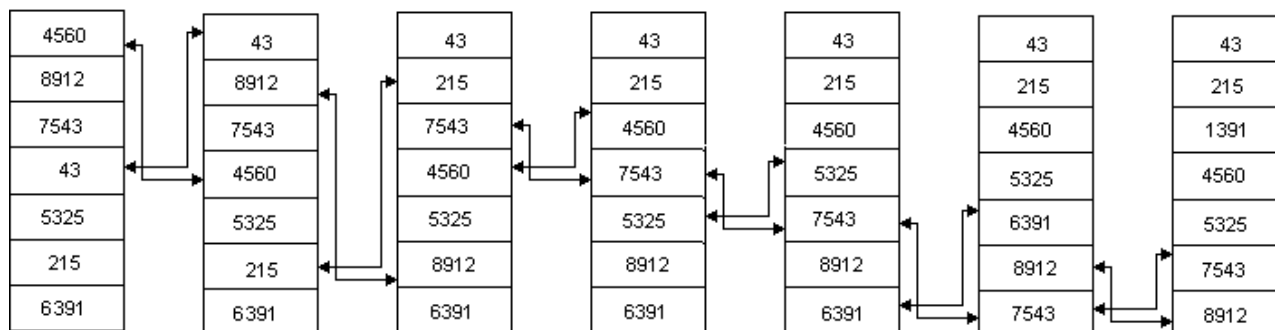 4560 43 43 43 43 43 43
8912 8912 215 215 215 215 215
7543 7543 7543 4560 4560 4560 1391
43 4560 4560 7543 5325 5325 4560
5325 5325 5325 5325 7543 6391 5325
215 215 8912 8912 8912 8912 7543
6391 6391 6391 6391 6391 7543 8912